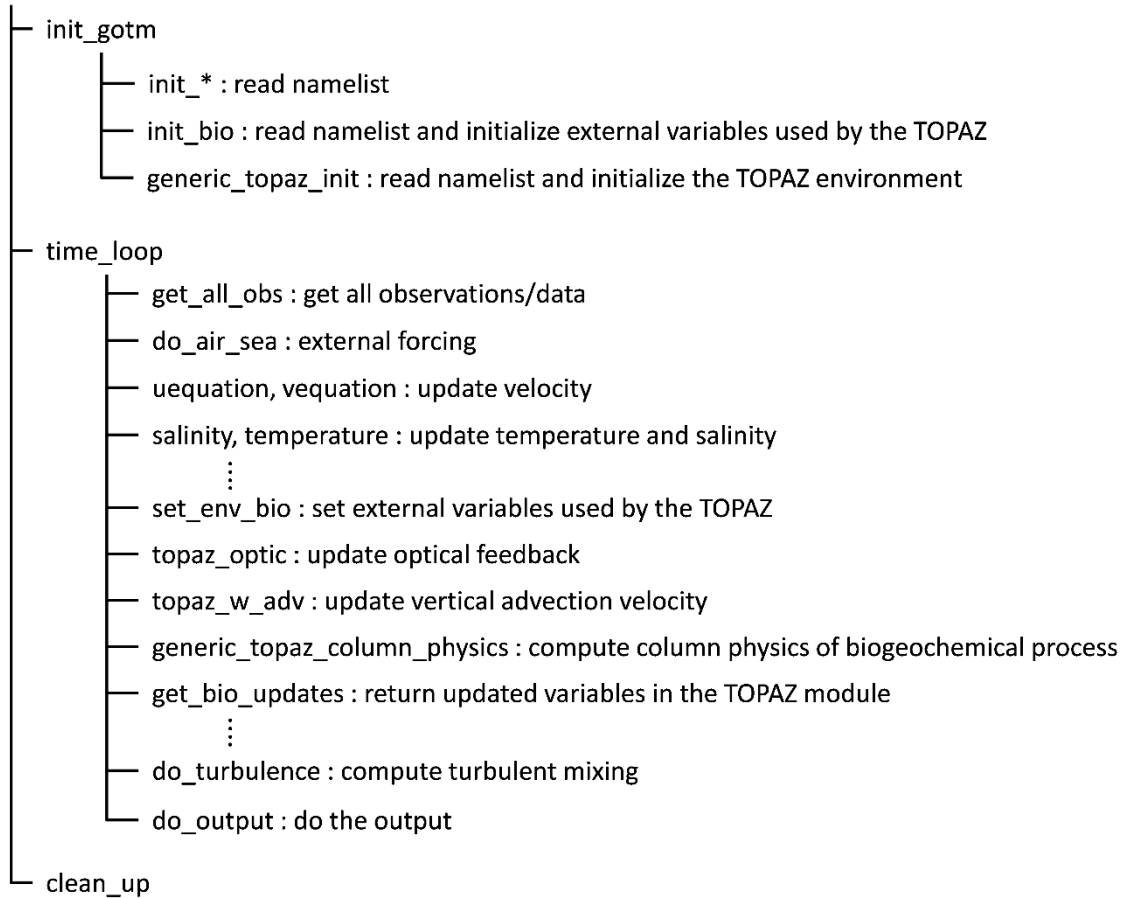 init_gotm
init_* : read namelist
init_bio : read namelist and initialize external variables used by the TOPAZ
generic_topaz_init : read namelist and initialize the TOPAZ environment
time_loop
get_all_obs : get all observations/data
do_air_sea : external forcing
uequation, vequation : update velocity
salinity, temperature : update temperature and salinity
set_env_bio : set external variables used by the TOPAZ
topaz_optic : update optical feedback
topaz_w_adv : update vertical advection velocity
generic_topaz_column_physics : compute column physics of biogeochemical process
get_bio_updates : return updated variables in the TOPAZ module
do_turbulence : compute turbulent mixing
do_output : do the output
clean_up